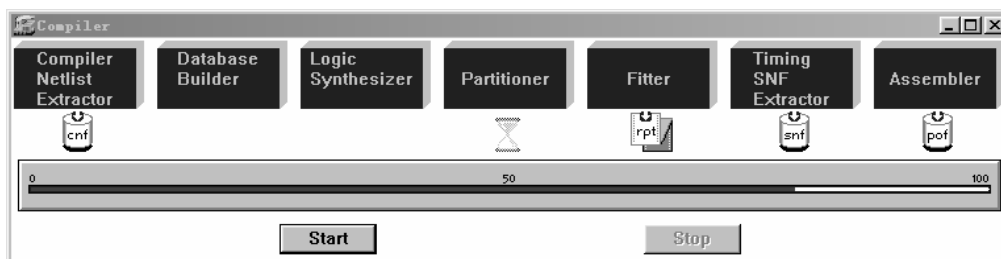 Compiler
Compiler
Netlist
Extractor
Database
Builder
Logic
Synthesizer
Partitioner
Fitter
Timing
SNF
Extractor
Assembler
cnf
rpt
snf
pof
0 50 100
Start Stop